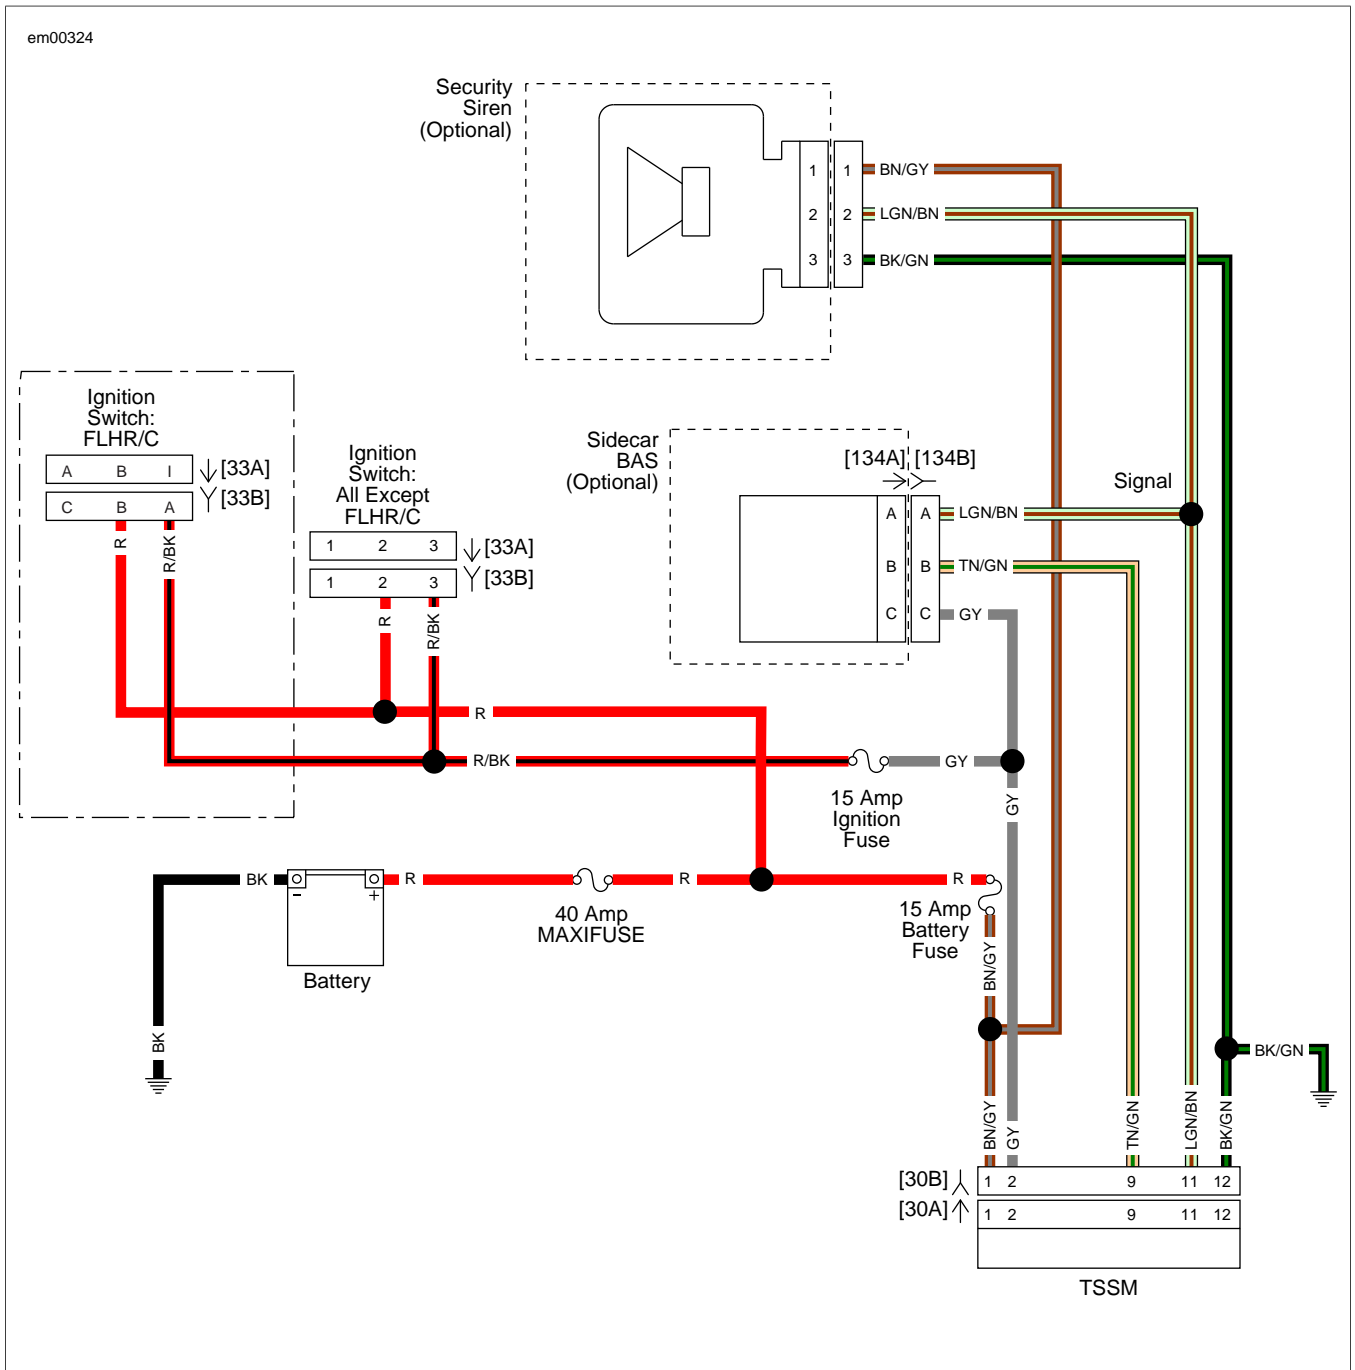 em00324
Security
Siren
(Optional)
1 1 BN/GY
2 2 LGN/BN
3 3 BK/GN
Ignition
Switch:
FLHR/C
A B I [33A]
C B A [33B]
R R/BK
Ignition
Switch:
All Except
FLHR/C
1 2 3 [33A]
1 2 3 [33B]
R R/BK
Sidecar
BAS
(Optional)
[134A] [134B]
A A LGN/BN
B B TN/GN
C C GY
Signal
R
R/BK
GY
GY
15 Amp
Ignition
Fuse
BK - + R
R
R
Battery
40 Amp
MAXIFUSE
15 Amp
Battery
Fuse
BN/GY
BK
BK/GN
BN/GY GY TN/GN LGN/BN BK/GN
[30B] 1 2 9 11 12
[30A] 1 2 9 11 12
TSSM